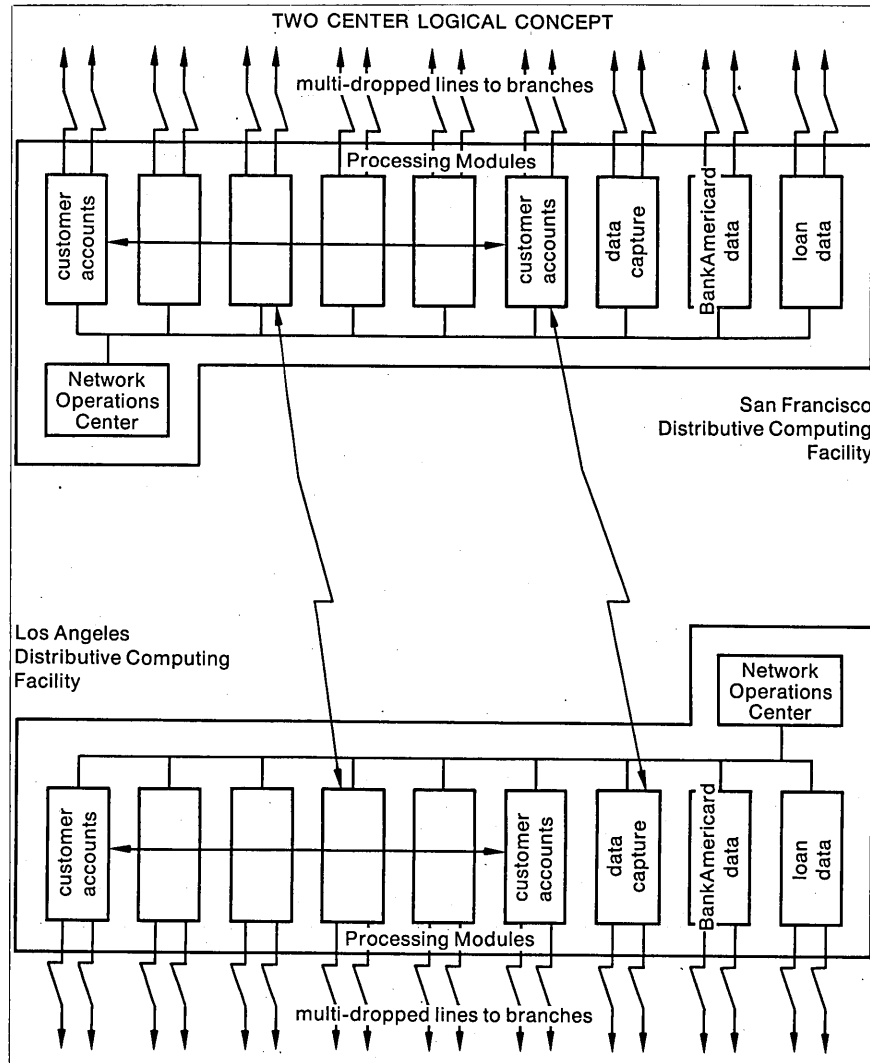 TWO CENTER LOGICAL CONCEPT
multi-dropped lines to branches
Processing Modules
customer
accounts
customer
accounts
data
capture
BankAmericard
data
loan
data
Network
Operations
Center
San Francisco
Distributive Computing
Facility
Los Angeles
Distributive Computing
Facility
Network
Operations
Center
customer
accounts
customer
accounts
data
capture
BankAmericard
data
loan
data
Processing Modules
multi-dropped lines to branches